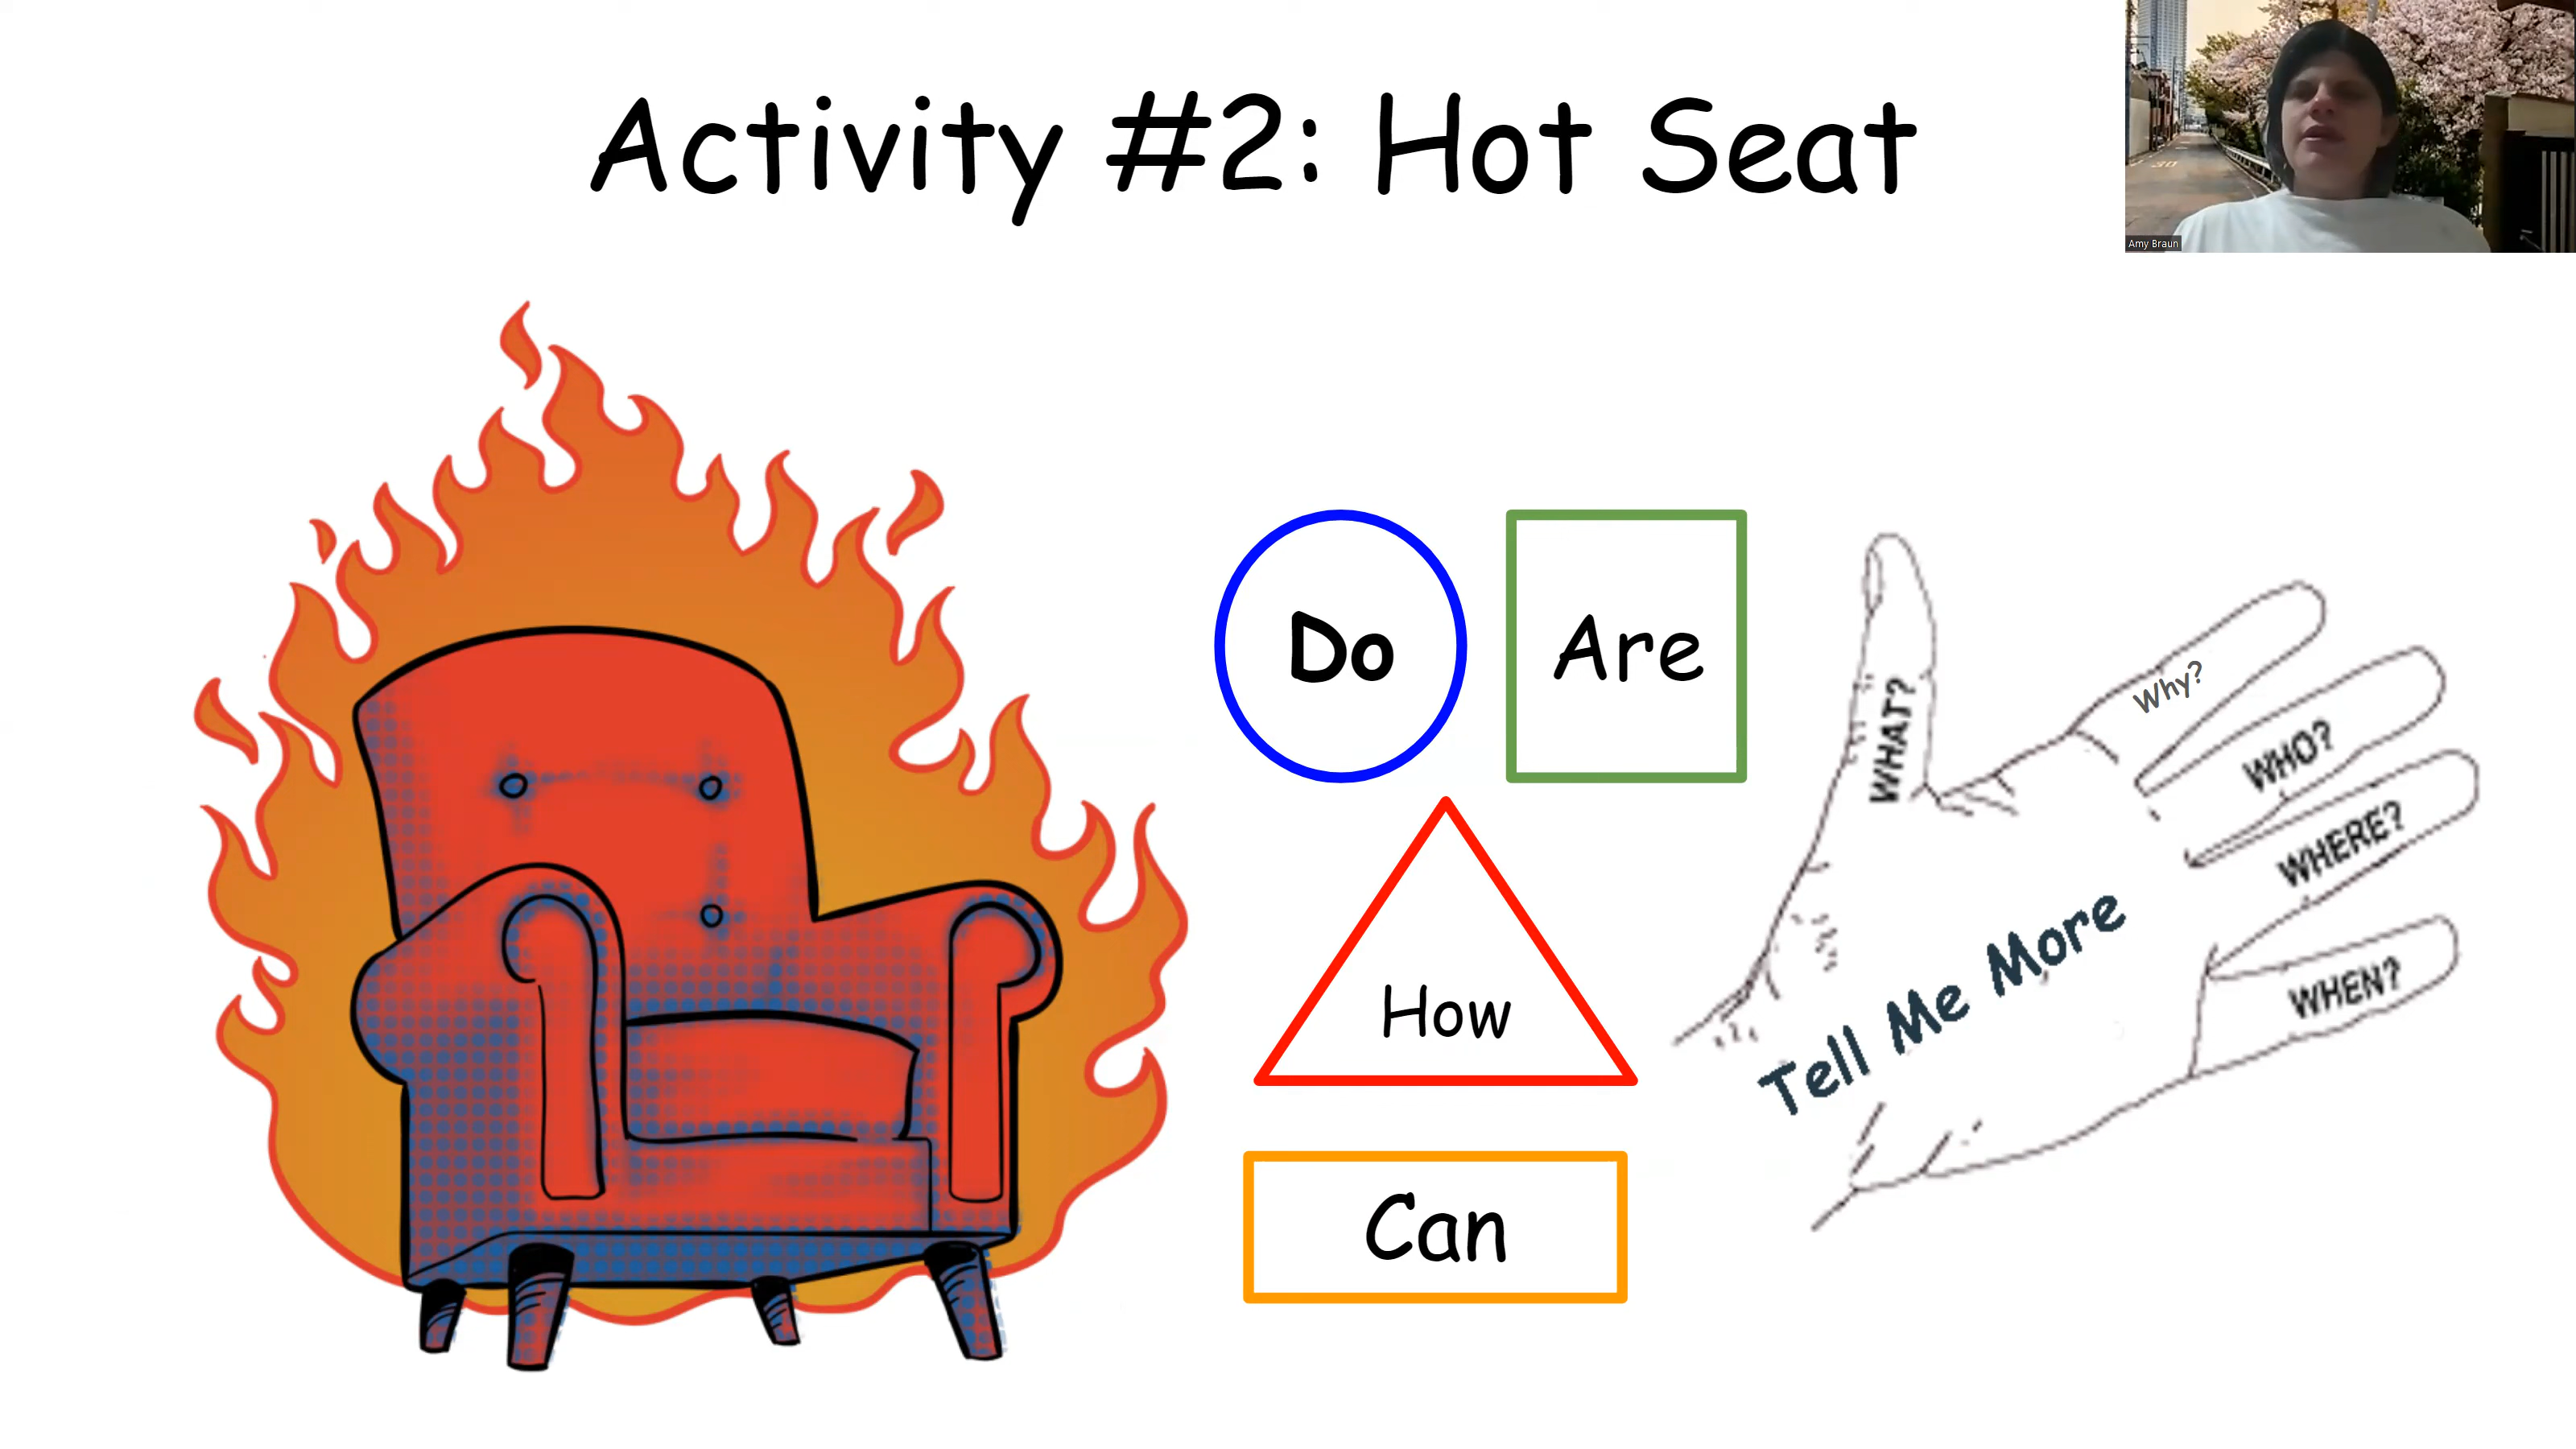 Activity #2: Hot Seat
Amy Braun
Do
Are
How
Can
WHAT?
Why?
WHO?
WHERE?
WHEN?
Tell Me More